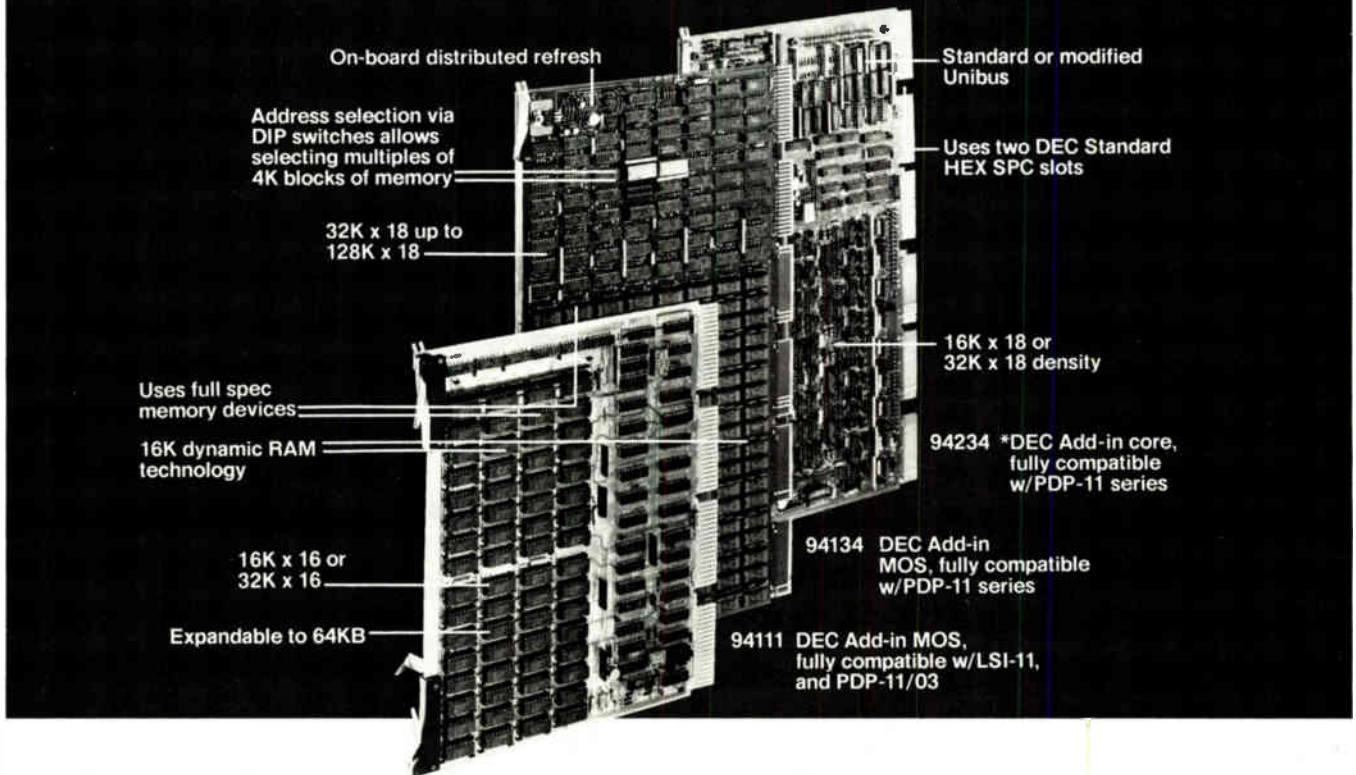 On-board distributed refresh
Address selection via
DIP switches allows
selecting multiples of
4K blocks of memory
32K x 18 up to
128K x 18
Uses full spec
memory devices
16K dynamic RAM
technology
16K x 16 or
32K x 16
Expandable to 64KB
Standard or modified
Unibus
Uses two DEC Standard
HEX SPC slots
16K x 18 or
32K x 18 density
94234 *DEC Add-in core,
fully compatible
w/PDP-11 series
94134 DEC Add-in
MOS, fully compatible
w/PDP-11 series
94111 DEC Add-in MOS,
fully compatible w/LSI-11,
and PDP-11/03